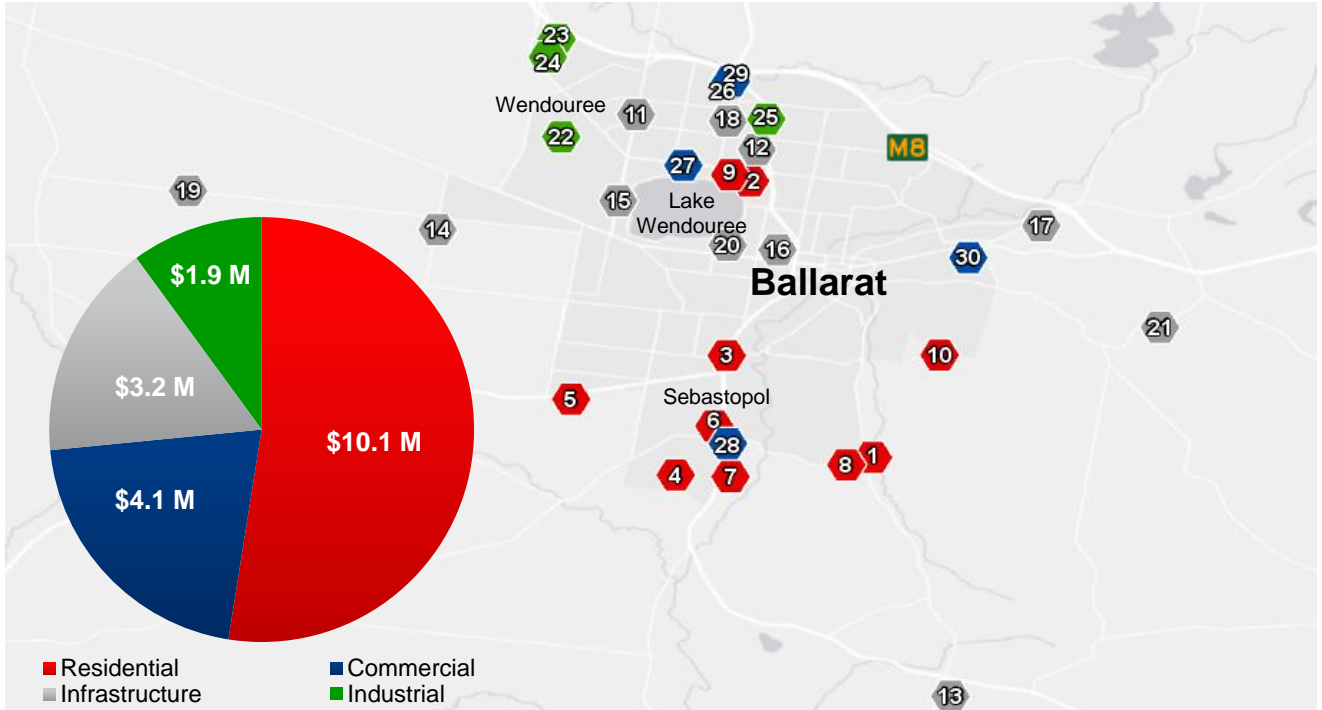 23
24
29
26
Wendouree
11
18
25
22
12
M8
27
9
2
19
15
Lake
Wendouree
14
17
20
16
30
Ballarat
$1.9 M
21
3
10
$3.2 M
5
Sebastopol
6
$10.1 M
28
1
8
4
7
$4.1 M
Residential
Commercial
Infrastructure
Industrial
13